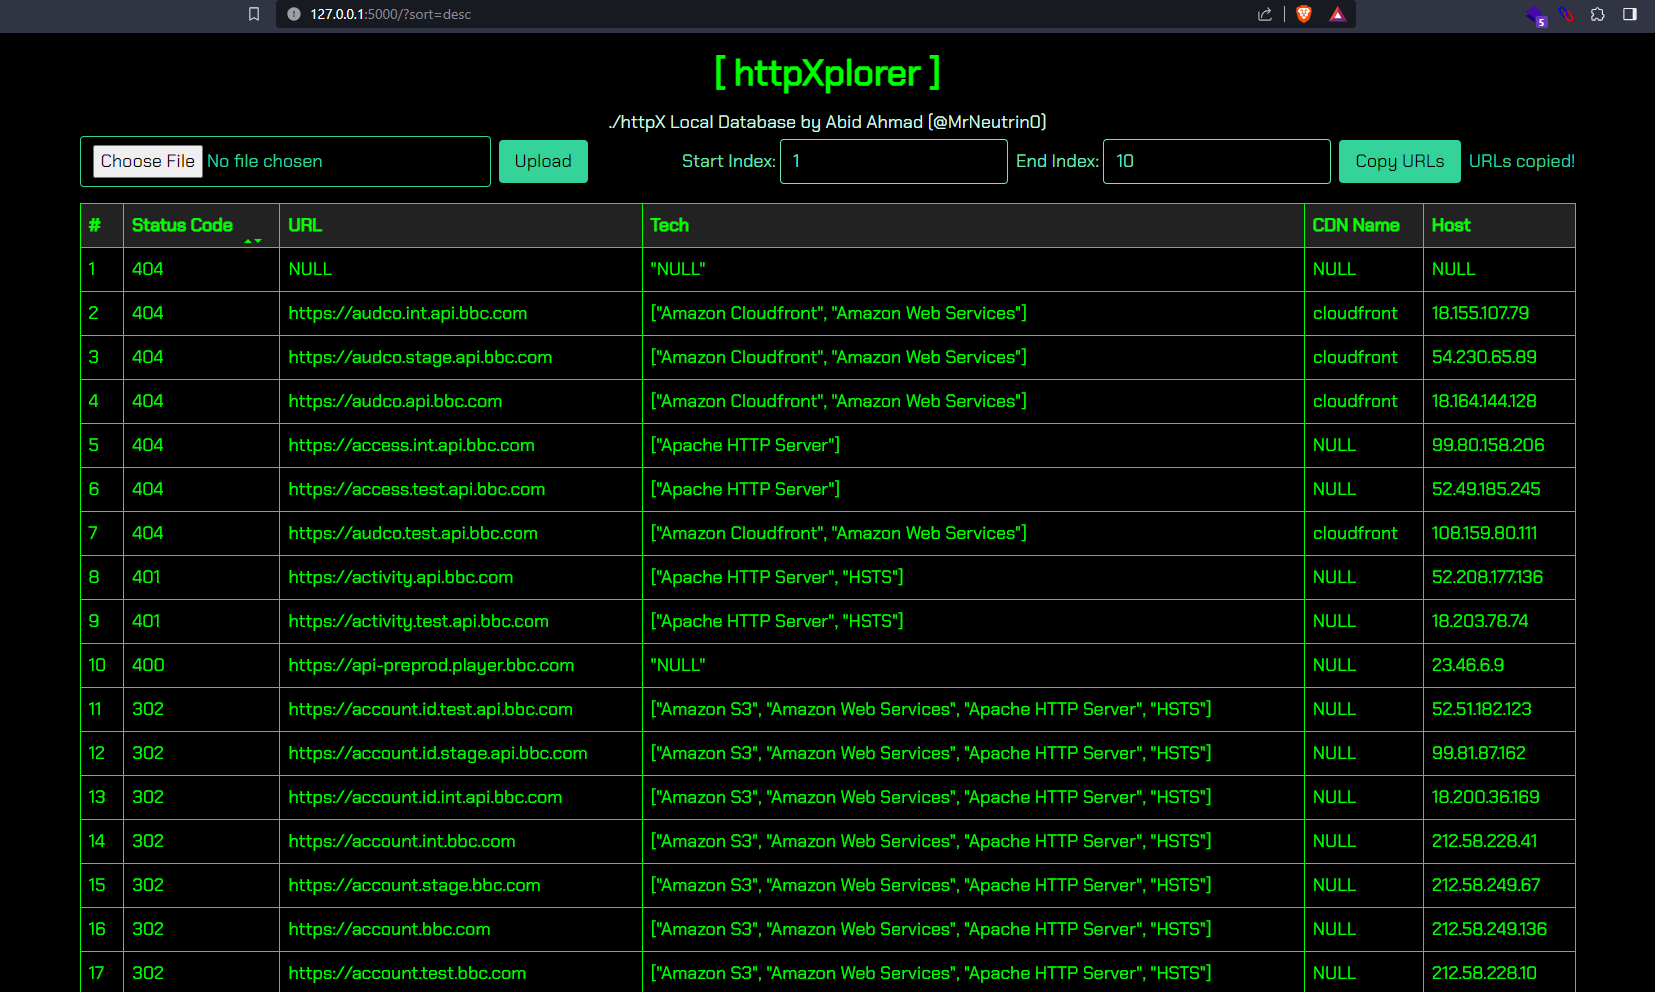 127.0.0.1:5000/?sort=desc
5
[ httpXplorer ]
./httpX Local Database by Abid Ahmad (@MrNeutrin0)
Choose File No file chosen Upload Start Index: 1 End Index: 10 Copy URLs URLs copied!
# Status Code URL Tech CDN Name Host
1 404 NULL "NULL" NULL NULL
2 404 https://audco.int.api.bbc.com ["Amazon Cloudfront", "Amazon Web Services"] cloudfront 18.155.107.79
3 404 https://audco.stage.api.bbc.com ["Amazon Cloudfront", "Amazon Web Services"] cloudfront 54.230.65.89
4 404 https://audco.api.bbc.com ["Amazon Cloudfront", "Amazon Web Services"] cloudfront 18.164.144.128
5 404 https://access.int.api.bbc.com ["Apache HTTP Server"] NULL 99.80.158.206
6 404 https://access.test.api.bbc.com ["Apache HTTP Server"] NULL 52.49.185.245
7 404 https://audco.test.api.bbc.com ["Amazon Cloudfront", "Amazon Web Services"] cloudfront 108.159.80.111
8 401 https://activity.api.bbc.com ["Apache HTTP Server", "HSTS"] NULL 52.208.177.136
9 401 https://activity.test.api.bbc.com ["Apache HTTP Server", "HSTS"] NULL 18.203.78.74
10 400 https://api-preprod.player.bbc.com "NULL" NULL 23.46.6.9
11 302 https://account.id.test.api.bbc.com ["Amazon S3", "Amazon Web Services", "Apache HTTP Server", "HSTS"] NULL 52.51.182.123
12 302 https://account.id.stage.api.bbc.com ["Amazon S3", "Amazon Web Services", "Apache HTTP Server", "HSTS"] NULL 99.81.87.162
13 302 https://account.id.int.api.bbc.com ["Amazon S3", "Amazon Web Services", "Apache HTTP Server", "HSTS"] NULL 18.200.36.169
14 302 https://account.int.bbc.com ["Amazon S3", "Amazon Web Services", "Apache HTTP Server", "HSTS"] NULL 212.58.228.41
15 302 https://account.stage.bbc.com ["Amazon S3", "Amazon Web Services", "Apache HTTP Server", "HSTS"] NULL 212.58.249.67
16 302 https://account.bbc.com ["Amazon S3", "Amazon Web Services", "Apache HTTP Server", "HSTS"] NULL 212.58.249.136
17 302 https://account.test.bbc.com ["Amazon S3", "Amazon Web Services", "Apache HTTP Server", "HSTS"] NULL 212.58.228.10